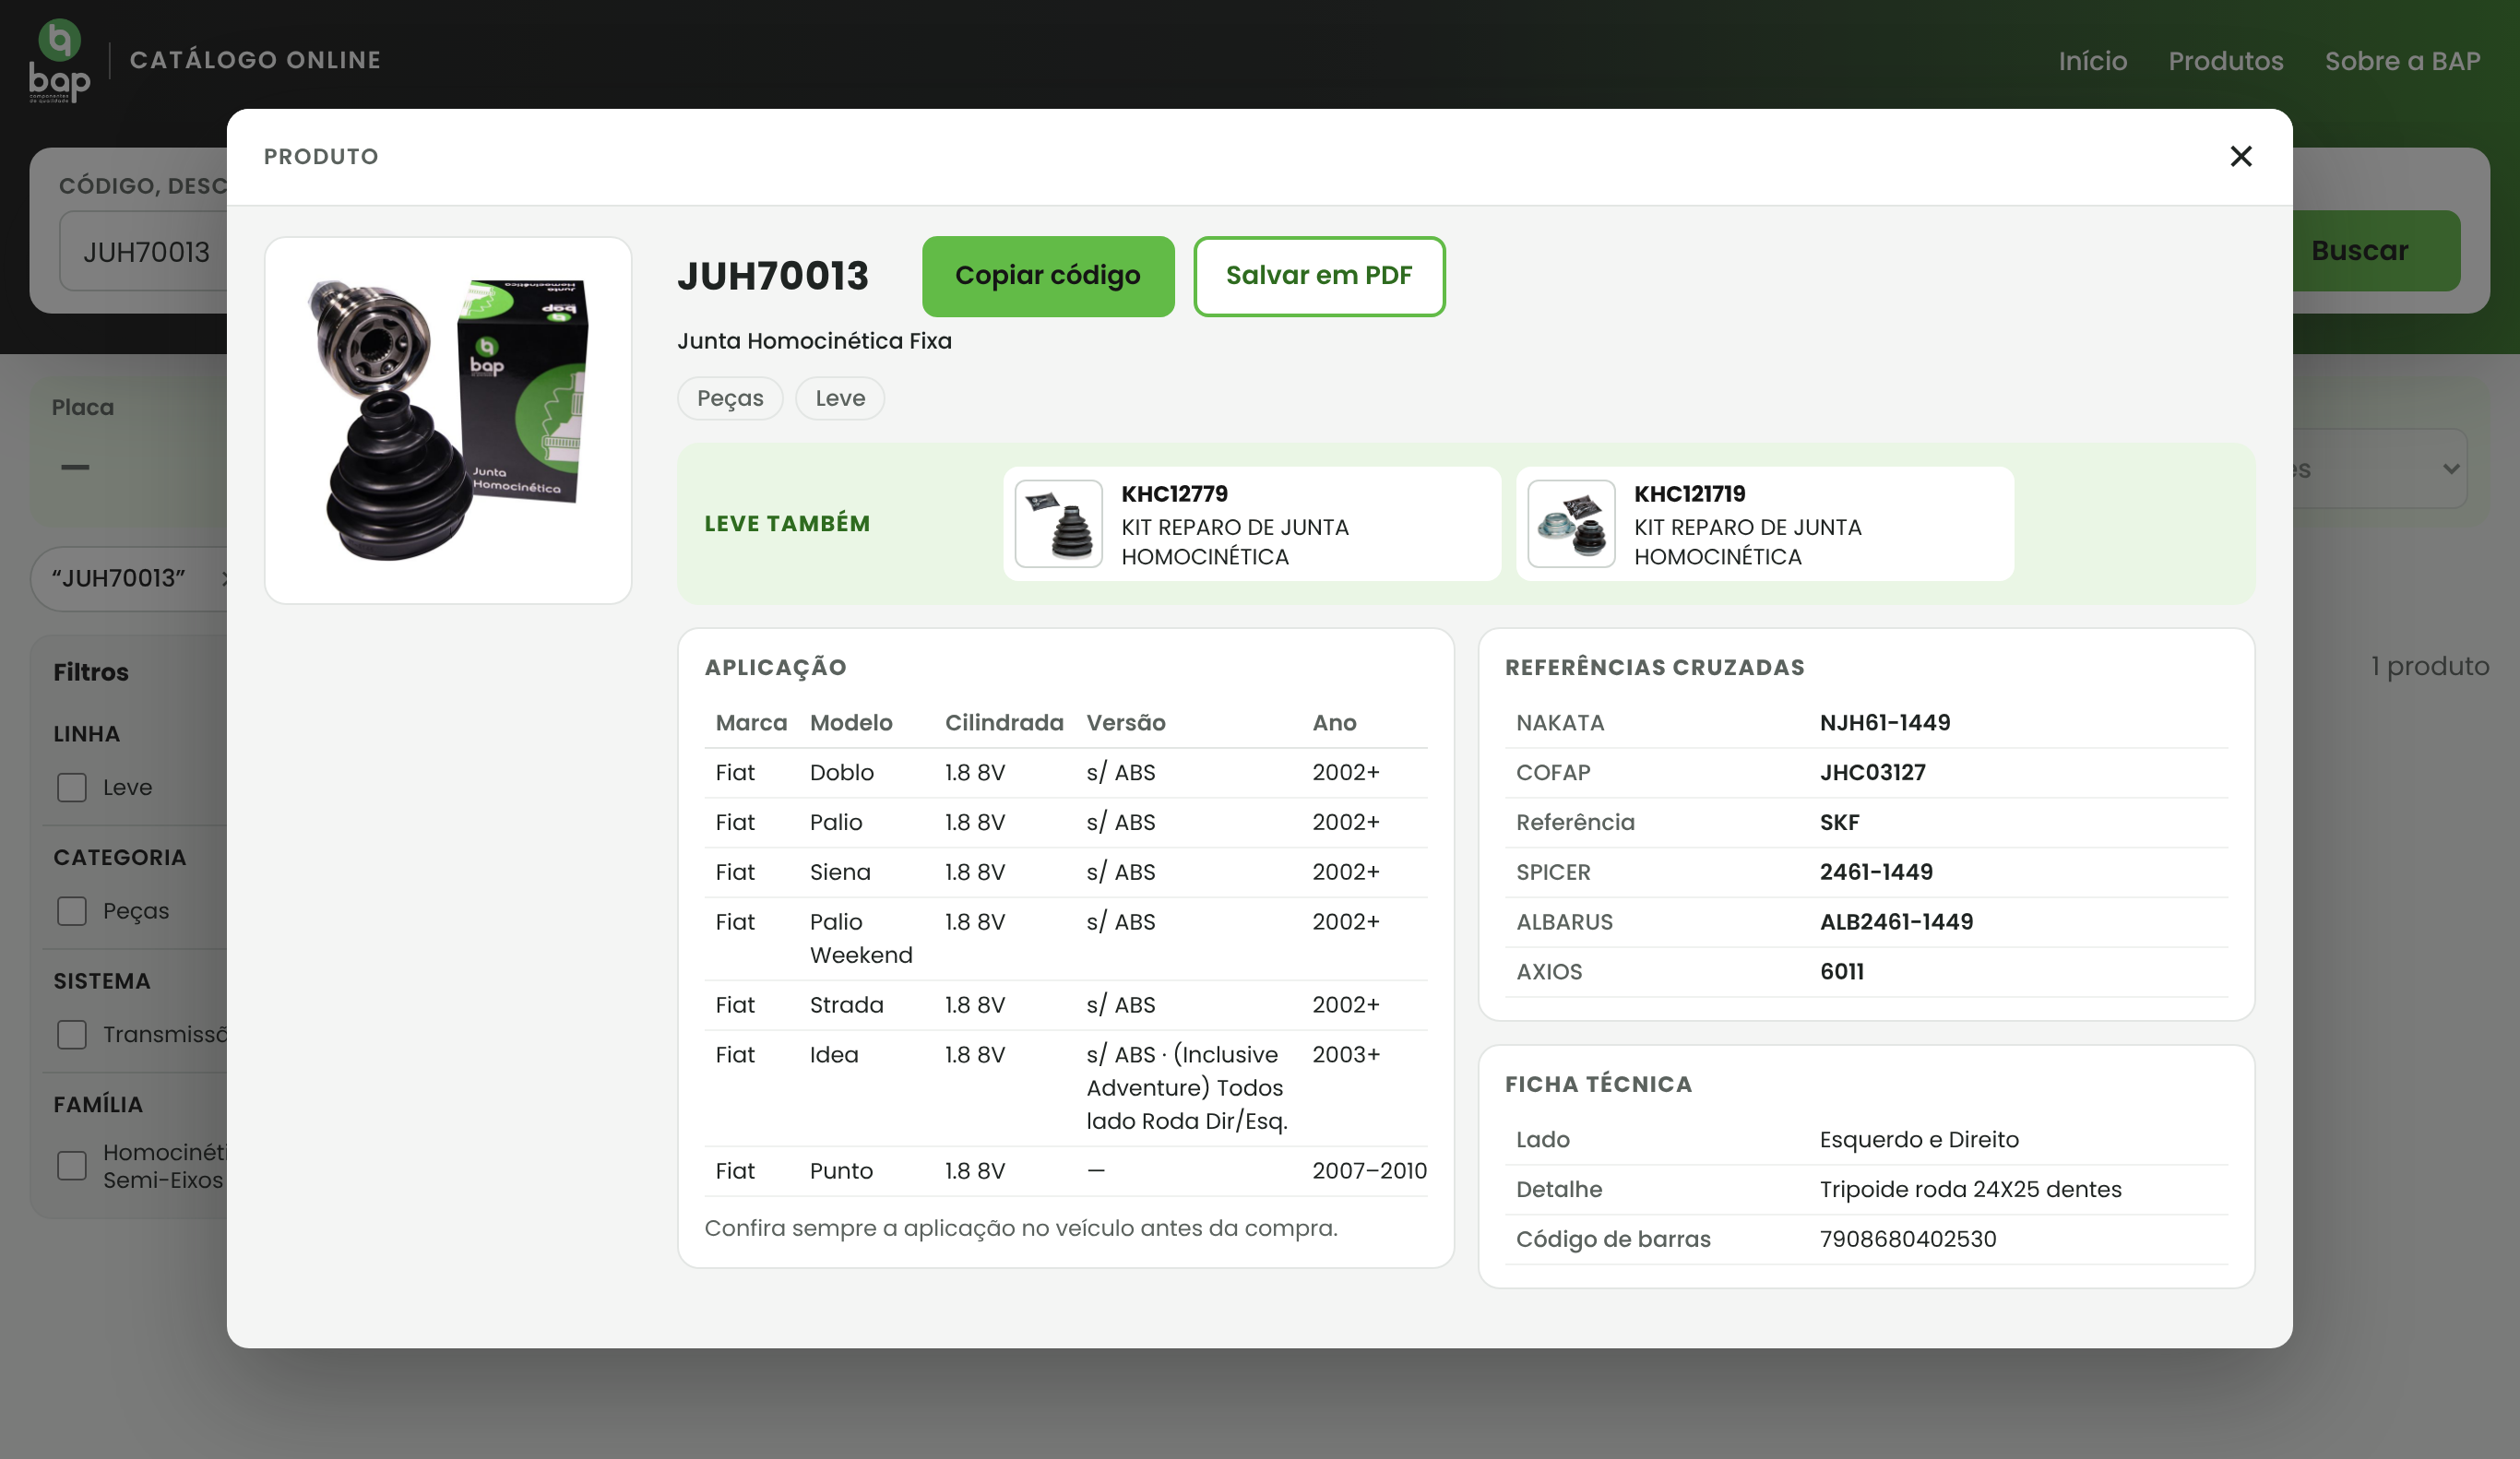 bap
componentes
de qualidade
CATÁLOGO ONLINE
Início
Produtos
Sobre a BAP
CÓDIGO, DESC
JUH70013
Buscar
Placa
—
“JUH70013”
Filtros
LINHA
Leve
CATEGORIA
Peças
SISTEMA
FAMÍLIA
Semi-Eixos
1 produto
PRODUTO
bap
Junta
Homocinética
JUH70013
Copiar código
Salvar em PDF
Junta Homocinética Fixa
Peças
Leve
LEVE TAMBÉM
KHC12779
KIT REPARO DE JUNTA
HOMOCINÉTICA
KHC121719
KIT REPARO DE JUNTA
HOMOCINÉTICA
APLICAÇÃO
Marca Modelo Cilindrada Versão Ano
Fiat Doblo 1.8 8V s/ ABS 2002+
Fiat Palio 1.8 8V s/ ABS 2002+
Fiat Siena 1.8 8V s/ ABS 2002+
Fiat Palio Weekend 1.8 8V s/ ABS 2002+
Fiat Strada 1.8 8V s/ ABS 2002+
Fiat Idea 1.8 8V s/ ABS · (Inclusive 2003+
Adventure) Todos
lado Roda Dir/Esq.
Fiat Punto 1.8 8V — 2007–2010
Confira sempre a aplicação no veículo antes da compra.
REFERÊNCIAS CRUZADAS
NAKATA NJH61-1449
COFAP JHC03127
Referência SKF
SPICER 2461-1449
ALBARUS ALB2461-1449
AXIOS 6011
FICHA TÉCNICA
Lado Esquerdo e Direito
Detalhe Tripoide roda 24X25 dentes
Código de barras 7908680402530